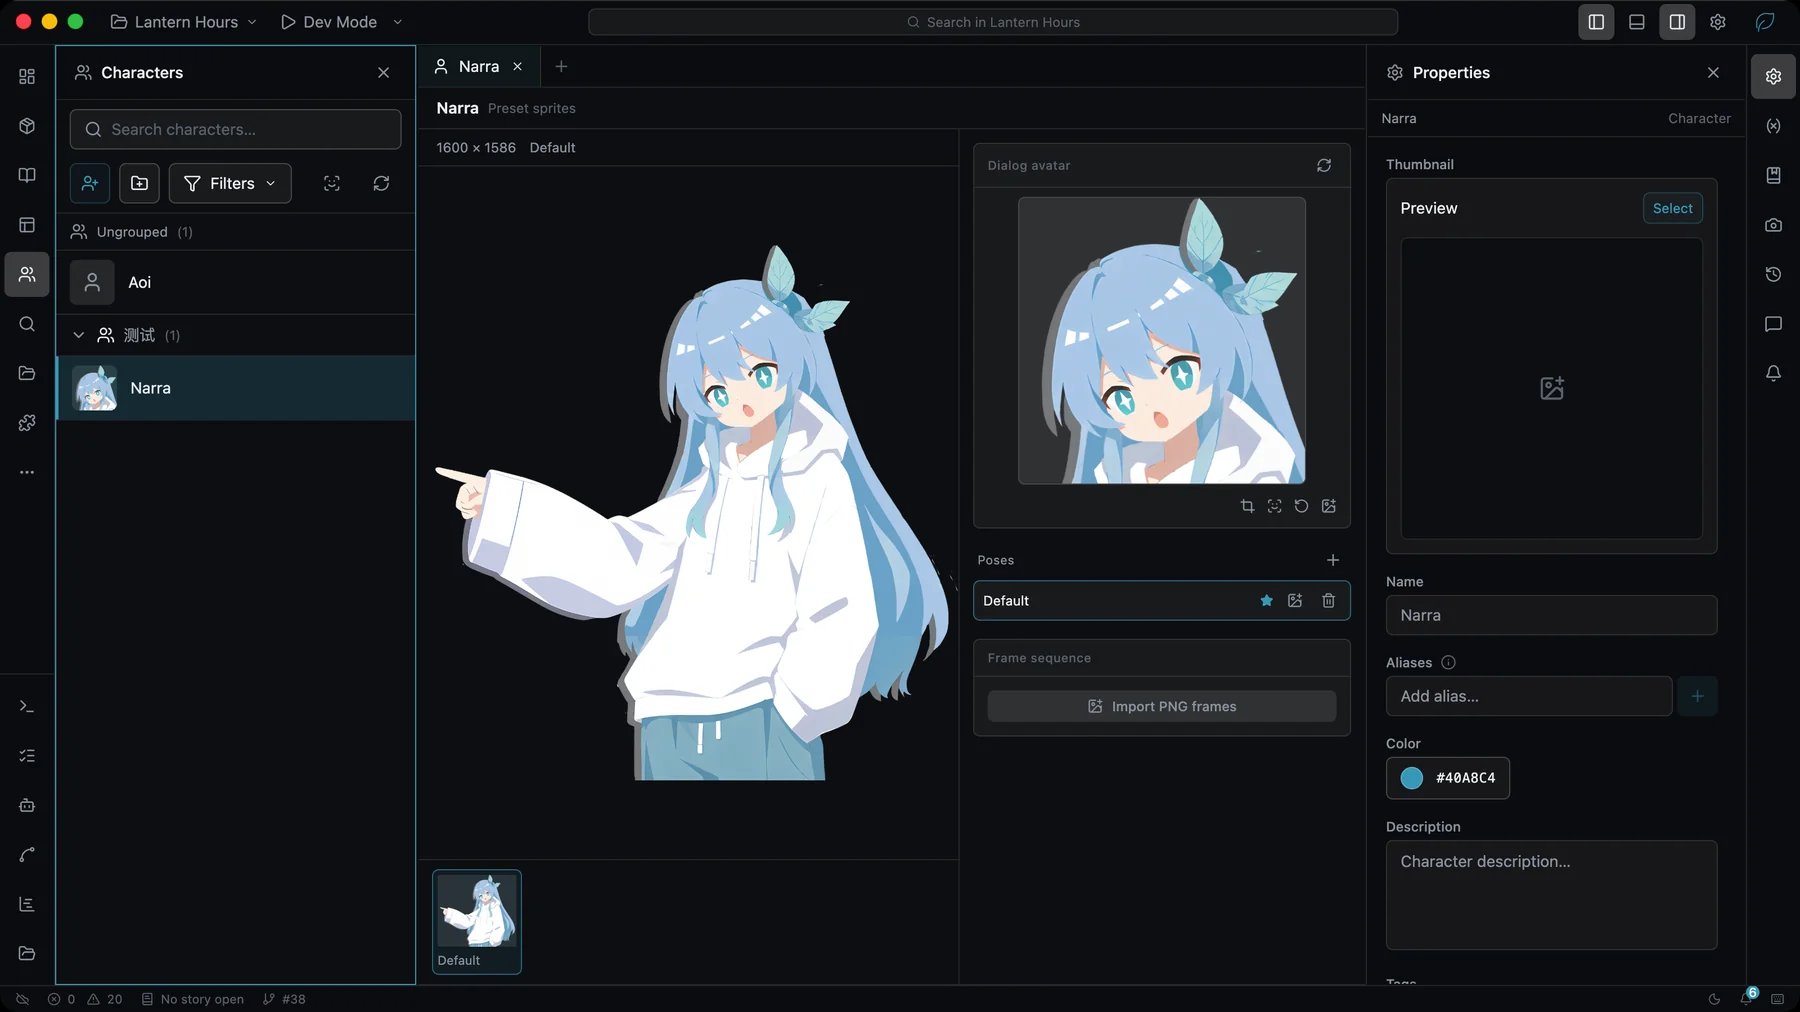 Lantern Hours
Dev Mode
Search in Lantern Hours
Characters
Search characters...
Filters
Ungrouped (1)
Aoi
测试 (1)
Narra
Narra
Narra Preset sprites
1600 × 1586 Default
Default
Dialog avatar
Poses
Default
Frame sequence
Import PNG frames
Properties
Narra Character
Thumbnail
Preview Select
Name
Narra
Aliases
Add alias...
Color
#40A8C4
Description
Character description...
Tags
0 20 No story open #38
6